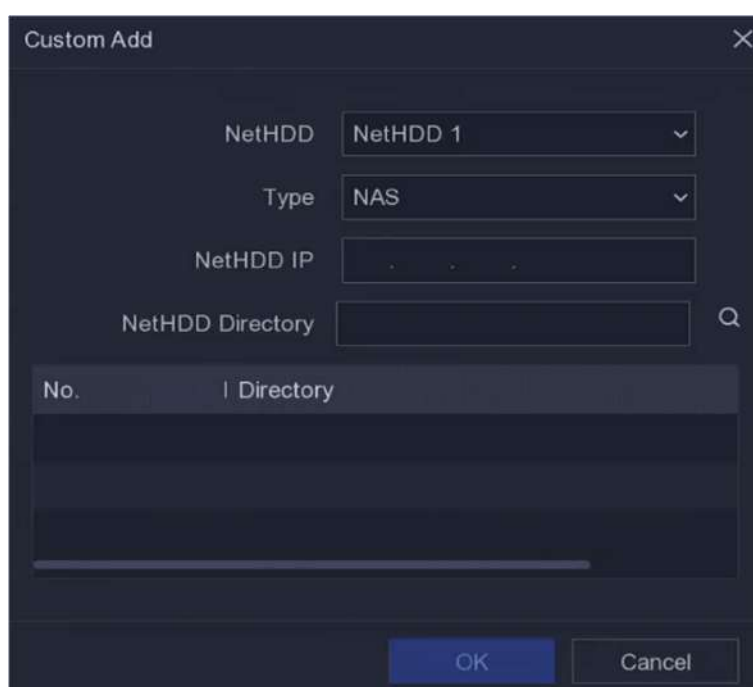 Custom Add
NetHDD NetHDD 1
Type NAS
NetHDD IP . . .
NetHDD Directory
No. Directory
OK Cancel